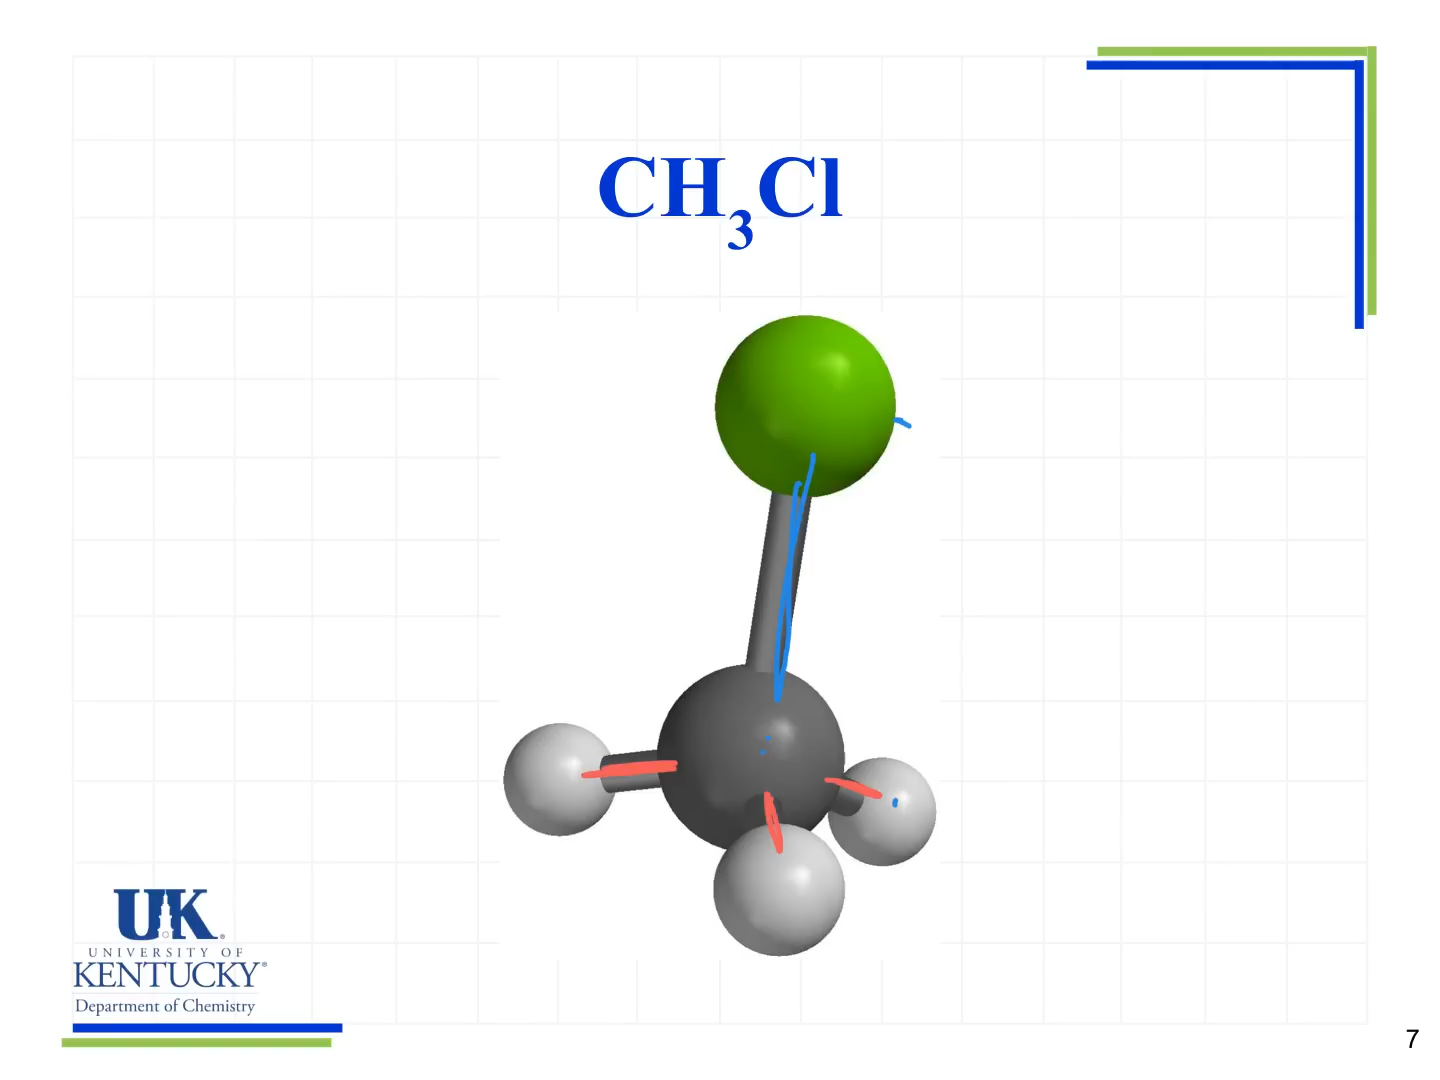 CH₃Cl
UK
UNIVERSITY OF
KENTUCKY®
Department of Chemistry
7